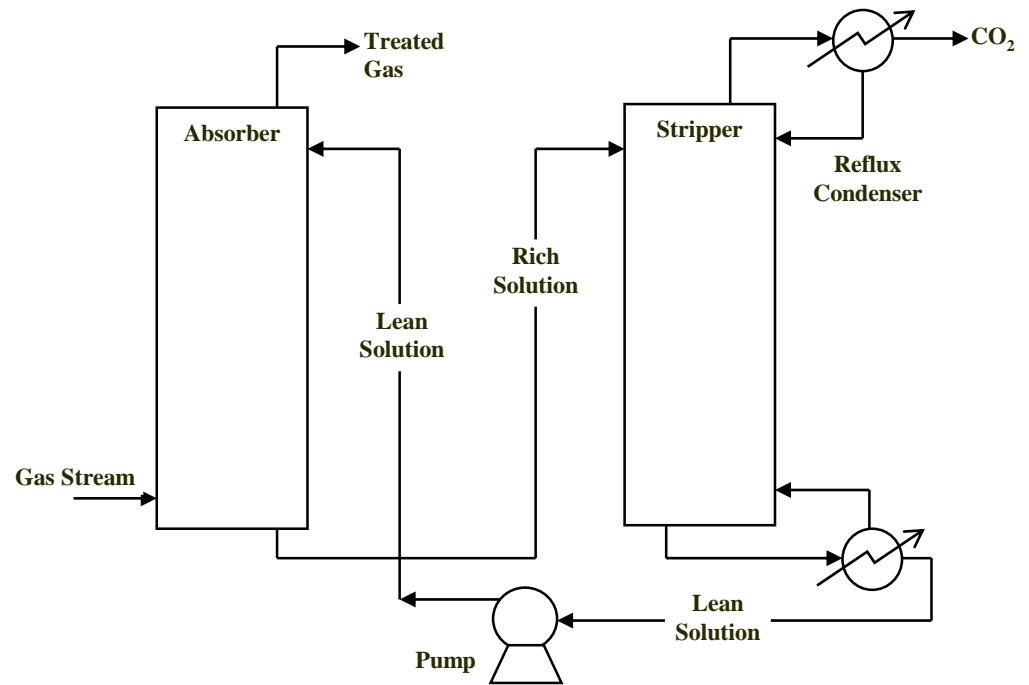 Treated
Gas
CO₂
Absorber
Stripper
Reflux
Condenser
Rich
Solution
Lean
Solution
Gas Stream
Lean
Solution
Pump